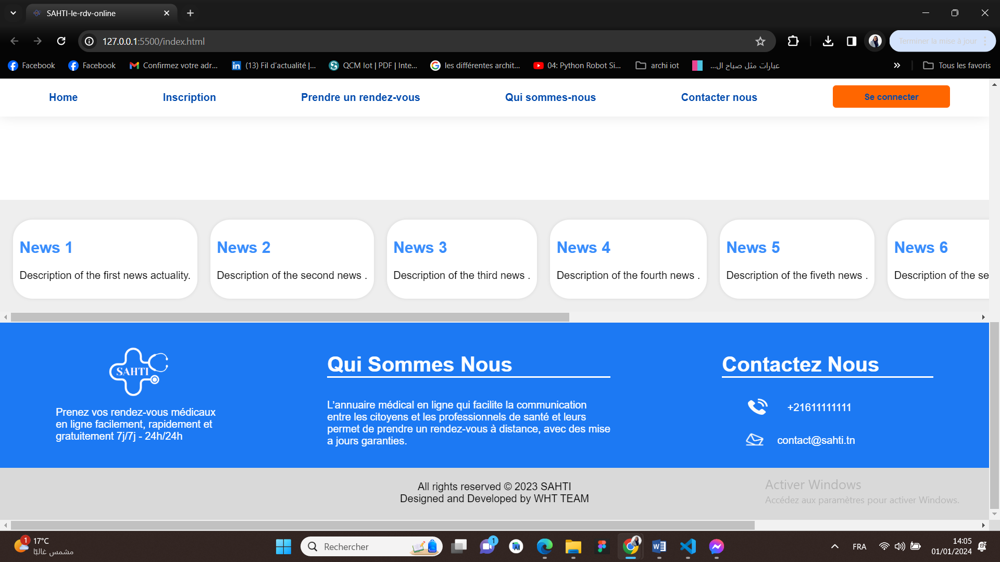 SAHTI-le-rdv-online
127.0.0.1:5500/index.html
Terminer la mise à jour
Facebook
Facebook
Confirmez votre adr...
(13) Fil d'actualité |...
QCM Iot | PDF | Inte...
les différentes archit...
04: Python Robot Si...
archi iot
عبارات مثل صباح ال...
Tous les favoris
Home
Inscription
Prendre un rendez-vous
Qui sommes-nous
Contacter nous
Se connecter
News 1
Description of the first news actuality.
News 2
Description of the second news .
News 3
Description of the third news .
News 4
Description of the fourth news .
News 5
Description of the fiveth news .
News 6
Description of the se
SAHTI
Prenez vos rendez-vous médicaux
en ligne facilement, rapidement et
gratuitement 7j/7j - 24h/24h
Qui Sommes Nous
L'annuaire médical en ligne qui facilite la communication
entre les citoyens et les professionnels de santé et leurs
permet de prendre un rendez-vous à distance, avec des mise
a jours garanties.
Contactez Nous
+21611111111
contact@sahti.tn
All rights reserved © 2023 SAHTI
Designed and Developed by WHT TEAM
Activer Windows
Accédez aux paramètres pour activer Windows.
1
17°C
مشمس غالبًا
Rechercher
1
FRA
14:05
01/01/2024